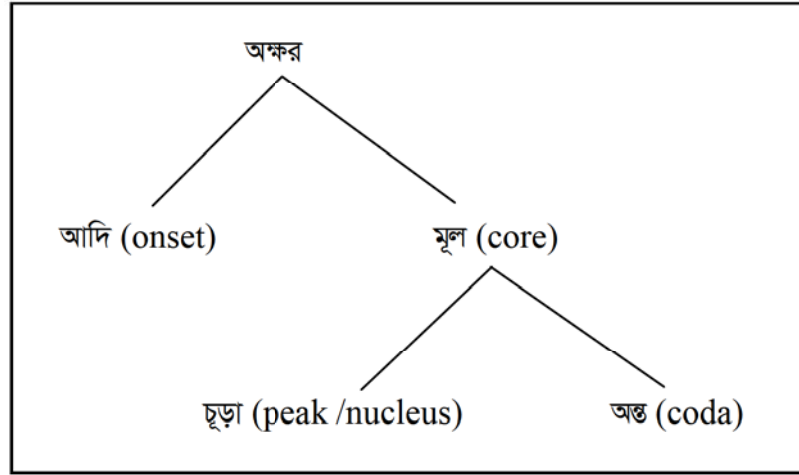 অক্ষর
আদি (onset) মূল (core)
চূড়া (peak /nucleus) অন্ত (coda)